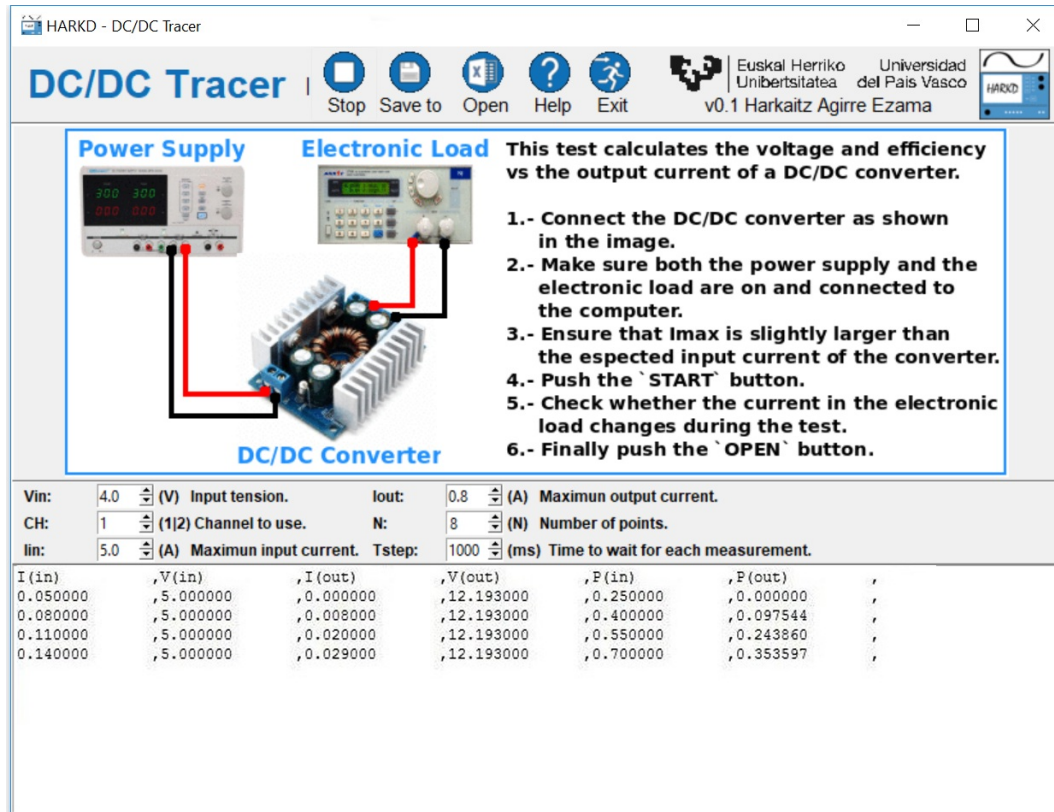 HARKD - DC/DC Tracer
DC/DC Tracer
Stop Save to Open Help Exit
Euskal Herriko Unibertsitatea
Universidad del Pais Vasco
v0.1 Harkaitz Agirre Ezama
HARKD
Power Supply
Electronic Load
300 300
000 000
DC/DC Converter
This test calculates the voltage and efficiency
vs the output current of a DC/DC converter.
1.- Connect the DC/DC converter as shown
in the image.
2.- Make sure both the power supply and the
electronic load are on and connected to
the computer.
3.- Ensure that Imax is slightly larger than
the espected input current of the converter.
4.- Push the `START` button.
5.- Check whether the current in the electronic
load changes during the test.
6.- Finally push the `OPEN` button.
Vin: 4.0 (V) Input tension. Iout: 0.8 (A) Maximun output current.
CH: 1 (1|2) Channel to use. N: 8 (N) Number of points.
Iin: 5.0 (A) Maximun input current. Tstep: 1000 (ms) Time to wait for each measurement.
I(in) ,V(in) ,I(out) ,V(out) ,P(in) ,P(out) ,
0.050000 ,5.000000 ,0.000000 ,12.193000 ,0.250000 ,0.000000 ,
0.080000 ,5.000000 ,0.008000 ,12.193000 ,0.400000 ,0.097544 ,
0.110000 ,5.000000 ,0.020000 ,12.193000 ,0.550000 ,0.243860 ,
0.140000 ,5.000000 ,0.029000 ,12.193000 ,0.700000 ,0.353597 ,